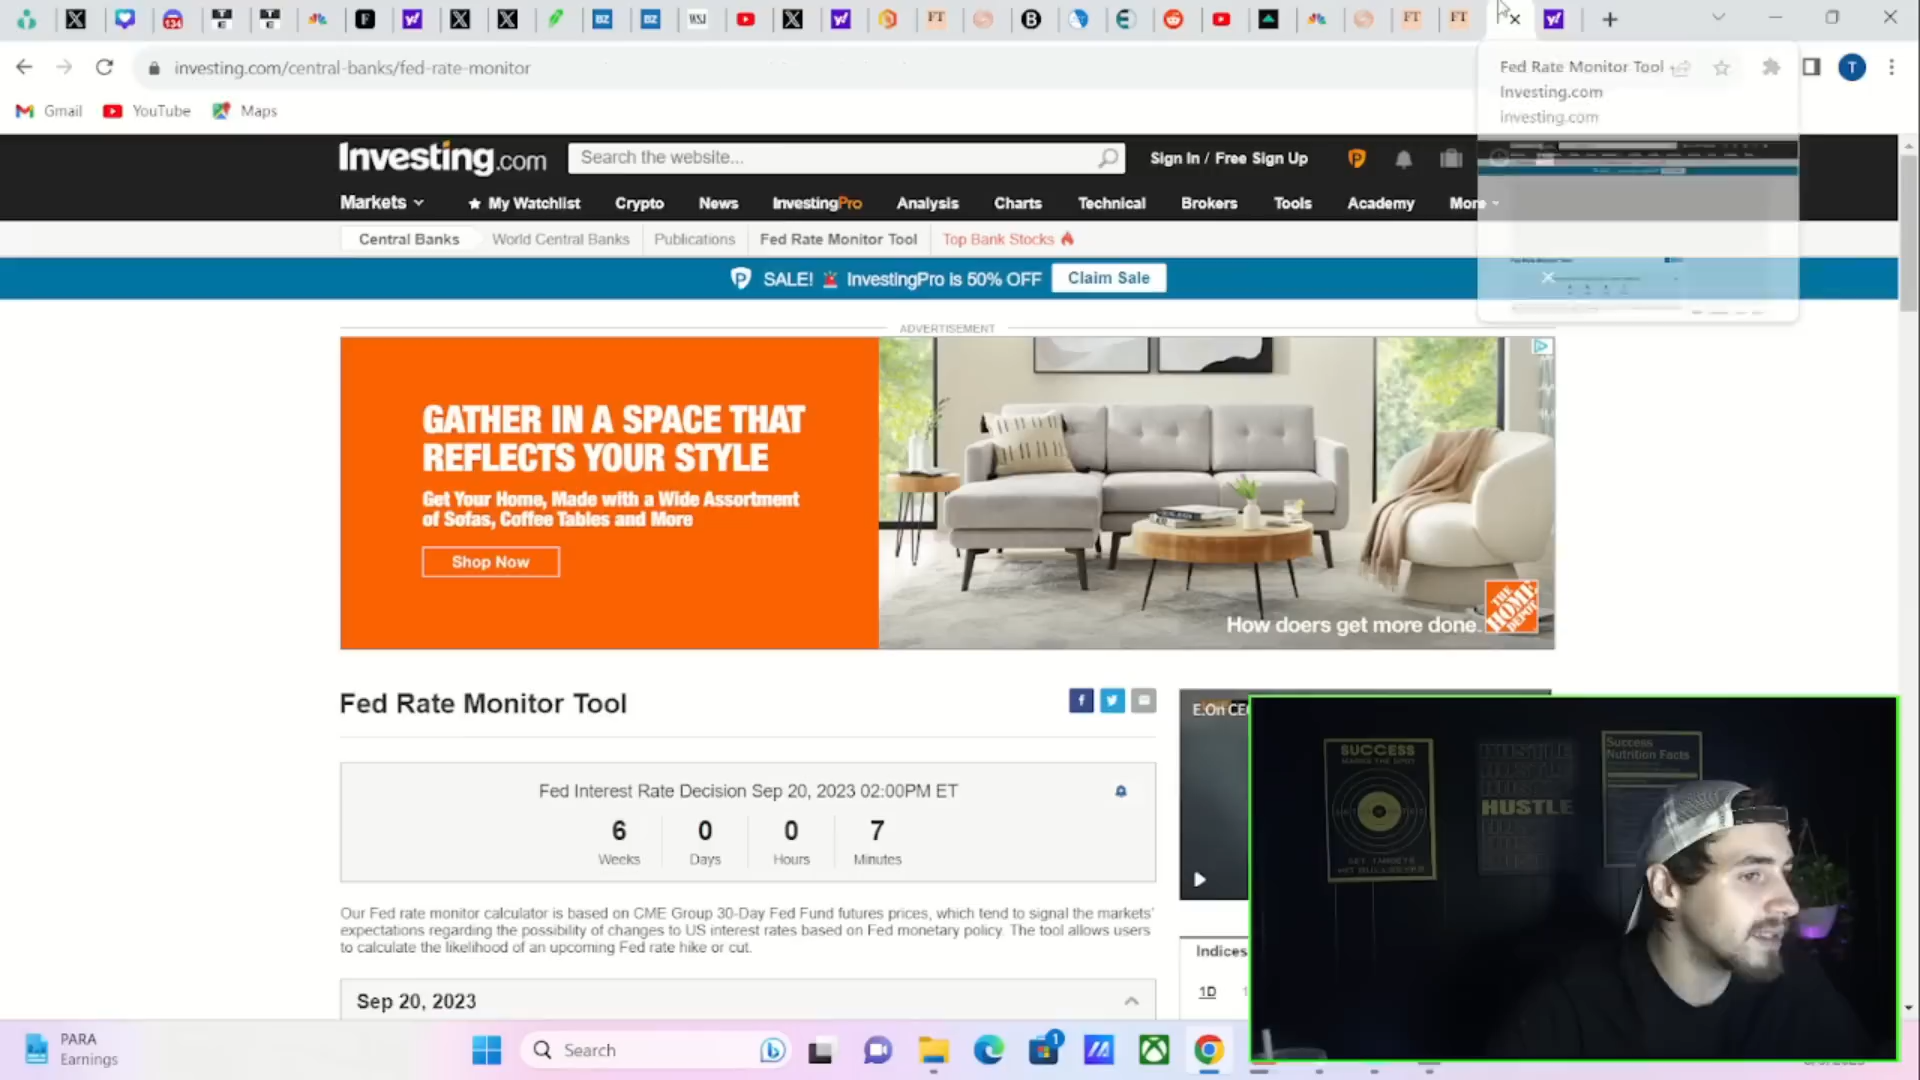 investing.com/central-banks/fed-rate-monitor
Fed Rate Monitor Tool
Investing.com
investing.com
T
Gmail
YouTube
Maps
Investing.com
Search the website...
Sign In / Free Sign Up
Markets
My Watchlist
Crypto
News
InvestingPro
Analysis
Charts
Technical
Brokers
Tools
Academy
More
Central Banks
World Central Banks
Publications
Fed Rate Monitor Tool
Top Bank Stocks
SALE! InvestingPro is 50% OFF
Claim Sale
ADVERTISEMENT
GATHER IN A SPACE THAT
REFLECTS YOUR STYLE
Get Your Home, Made with a Wide Assortment
of Sofas, Coffee Tables and More
Shop Now
How doers get more done.
THE HOME DEPOT
Fed Rate Monitor Tool
E.On CEO
Fed Interest Rate Decision Sep 20, 2023 02:00PM ET
6 0 0 7
Weeks Days Hours Minutes
Our Fed rate monitor calculator is based on CME Group 30-Day Fed Fund futures prices, which tend to signal the markets'
expectations regarding the possibility of changes to US interest rates based on Fed monetary policy. The tool allows users
to calculate the likelihood of an upcoming Fed rate hike or cut.
Sep 20, 2023
Indices
1D
SUCCESS
HUSTLE
Success
Nutrition Facts
PARA
Earnings
Search
1